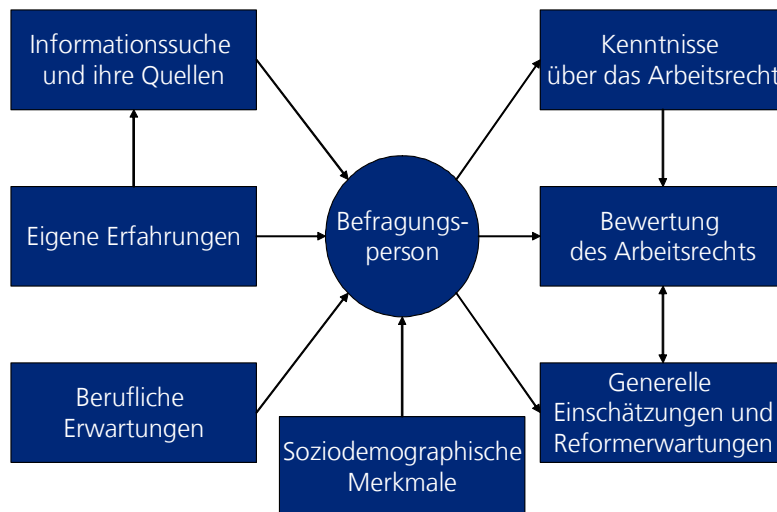 Informationssuche
und ihre Quellen
Kenntnisse
über das Arbeitsrecht
Eigene Erfahrungen
Befragungs-
person
Bewertung
des Arbeitsrechts
Berufliche
Erwartungen
Soziodemographische
Merkmale
Generelle
Einschätzungen und
Reformerwartungen